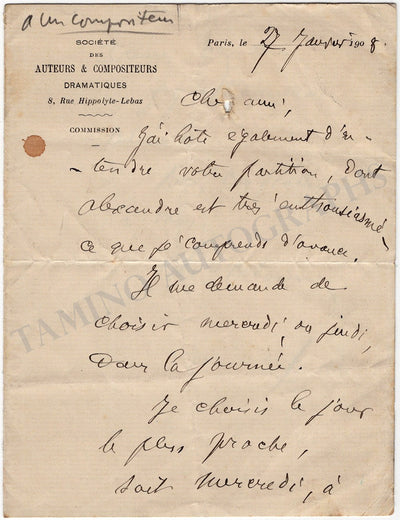 à un compositeur
SOCIÉTÉ
DES
AUTEURS & COMPOSITEURS
DRAMATIQUES
8, Rue Hippolyte-Lebas
COMMISSION
Paris, le 27 Janvier 1908.
Cher ami,
J'ai hâte également d'en-
tendre votre partition, dont
Alexandre est très enthousiasmé,
ce que je comprends d'avance.
Il me demande de
choisir mercredi, ou jeudi,
dans la journée.
Je choisis le jour
le plus proche,
soit mercredi, à
TAMINO AUTOGRAPHS